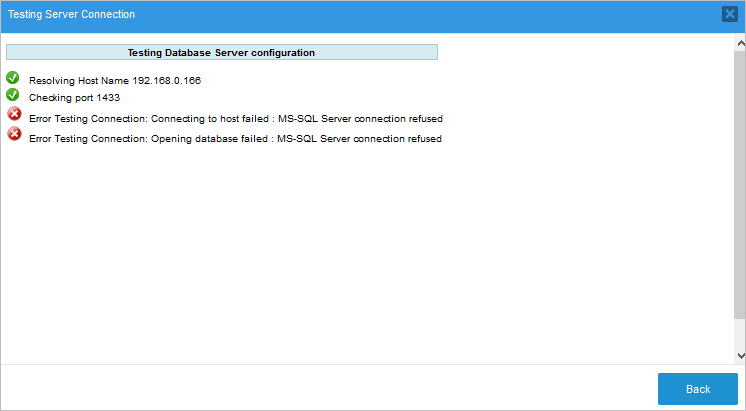 Testing Server Connection
Testing Database Server configuration
Resolving Host Name 192.168.0.166
Checking port 1433
Error Testing Connection: Connecting to host failed : MS-SQL Server connection refused
Error Testing Connection: Opening database failed : MS-SQL Server connection refused
Back